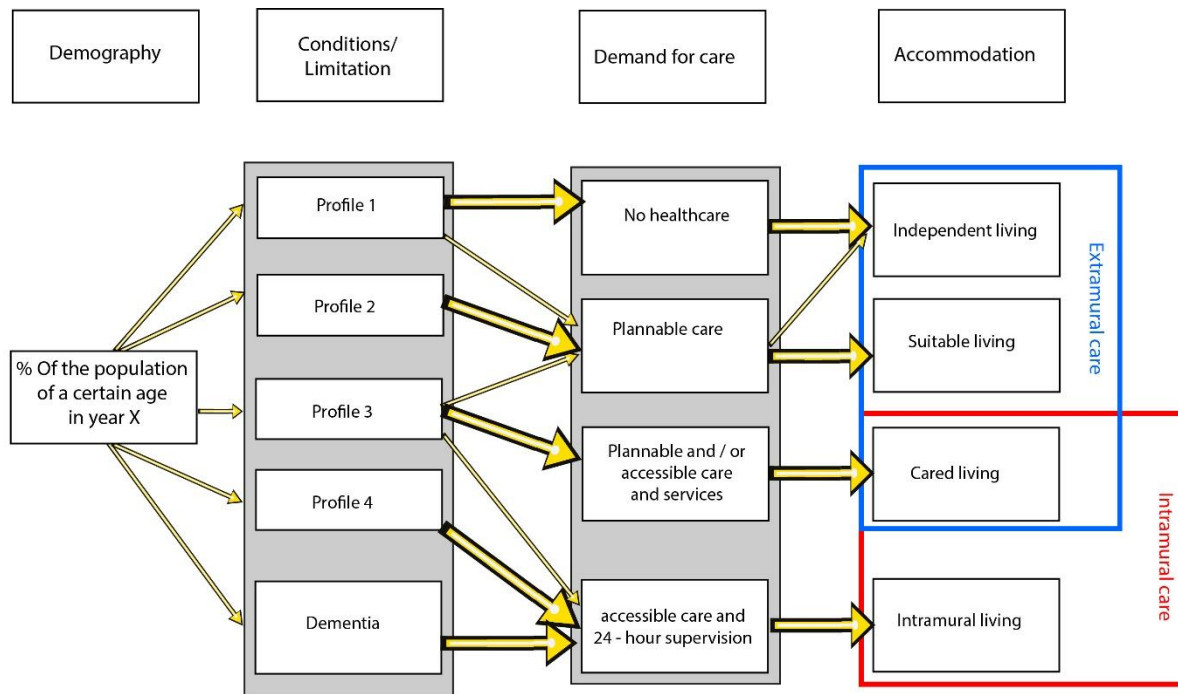 Demography
Conditions/
Limitation
Demand for care
Accommodation
% Of the population
of a certain age
in year X
Profile 1
Profile 2
Profile 3
Profile 4
Dementia
No healthcare
Plannable care
Plannable and / or
accessible care
and services
accessible care and
24 - hour supervision
Independent living
Suitable living
Cared living
Intramural living
Extramural care
Intramural care